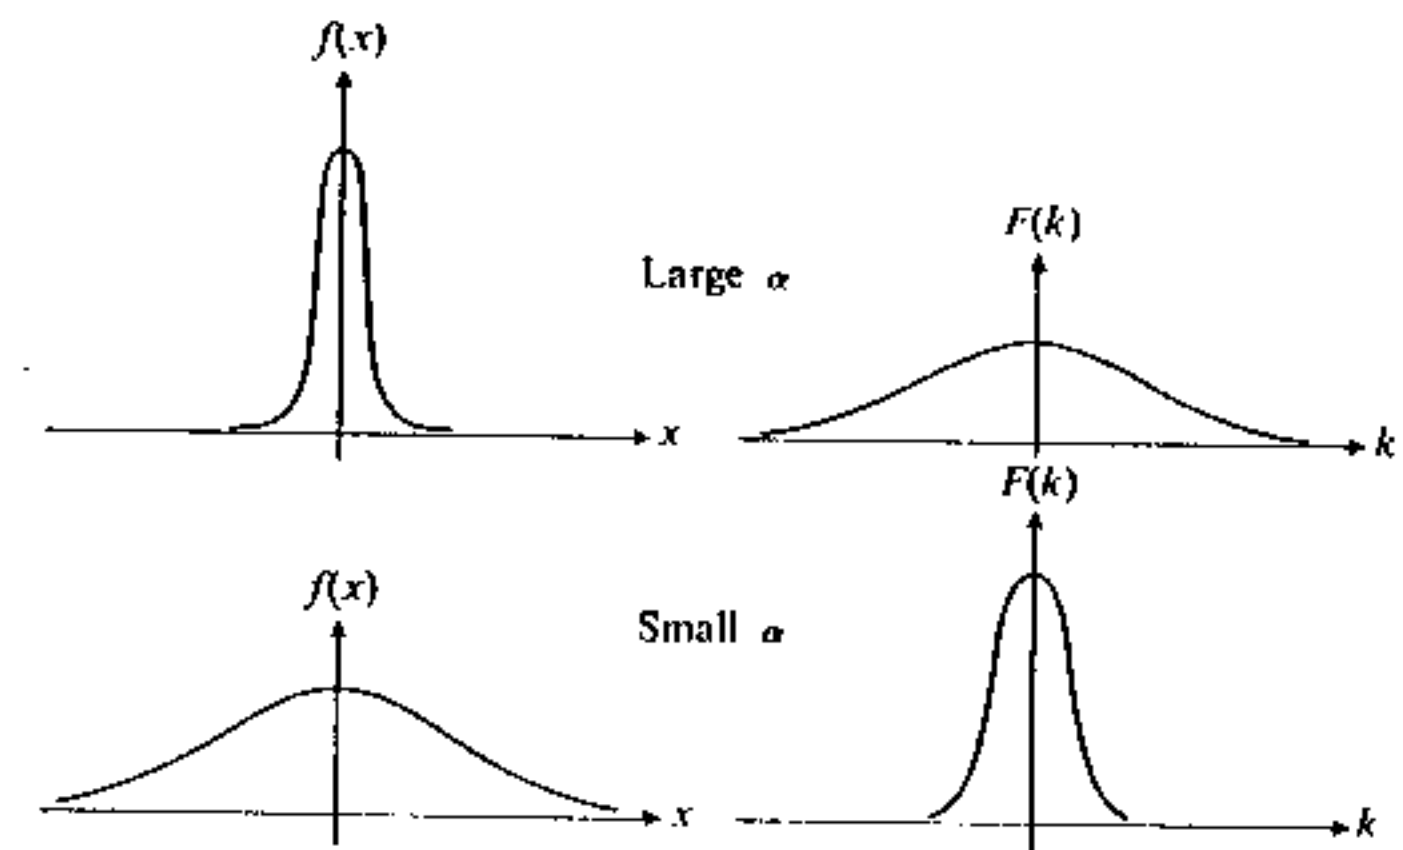 f(x)
F(k)
Large α
x
k
F(k)
f(x)
Small α
x
k